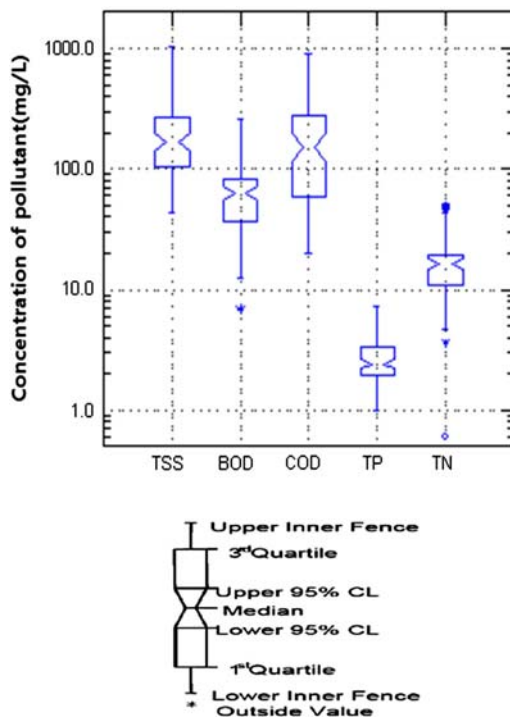 Concentration of pollutant(mg/L)
1000.0
100.0
10.0
1.0
TSS BOD COD TP TN
Upper Inner Fence
3rdQuartile
Upper 95% CL
Median
Lower 95% CL
1stQuartile
Lower Inner Fence
* Outside Value